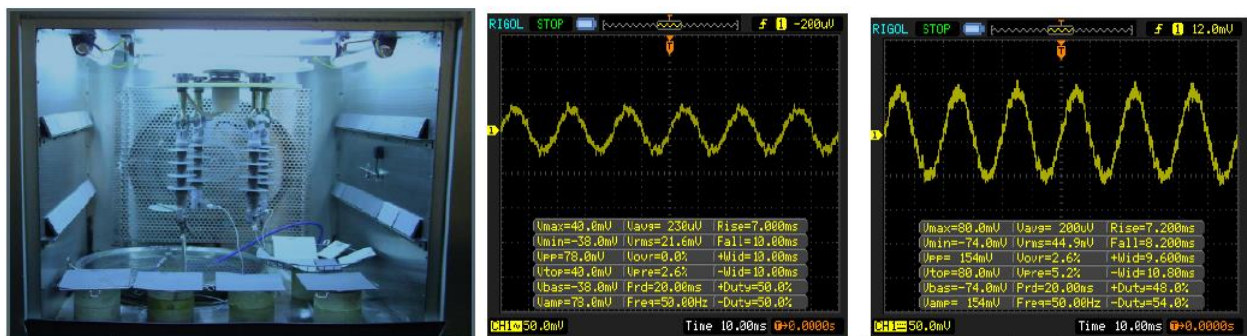 RIGOL STOP T f 1 -200uV
T
1
Vmax=40.0mV Vavg= 230uV Rise=7.000ms
Vmin=-38.0mV Vrms=21.6mV Fall=10.00ms
Vpp=78.0mV Vovr=0.0% +Wid=10.00ms
Vtop=40.0mV Vpre=2.6% -Wid=10.00ms
Vbas=-38.0mV Prd=20.00ms +Duty=50.0%
Vamp=78.0mV Freq=50.00Hz -Duty=50.0%
CH1~ 50.0mV Time 10.00ms T→0.0000s
RIGOL STOP T f 1 12.0mV
T
1
Vmax=80.0mV Vavg= 200uV Rise=7.200ms
Vmin=-74.0mV Vrms=44.9mV Fall=8.200ms
Vpp= 154mV Vovr=2.6% +Wid=9.600ms
Vtop=80.0mV Vpre=5.2% -Wid=10.80ms
Vbas=-74.0mV Prd=20.00ms +Duty=48.0%
Vamp= 154mV Freq=50.00Hz -Duty=54.0%
CH1 50.0mV Time 10.00ms T→0.0000s